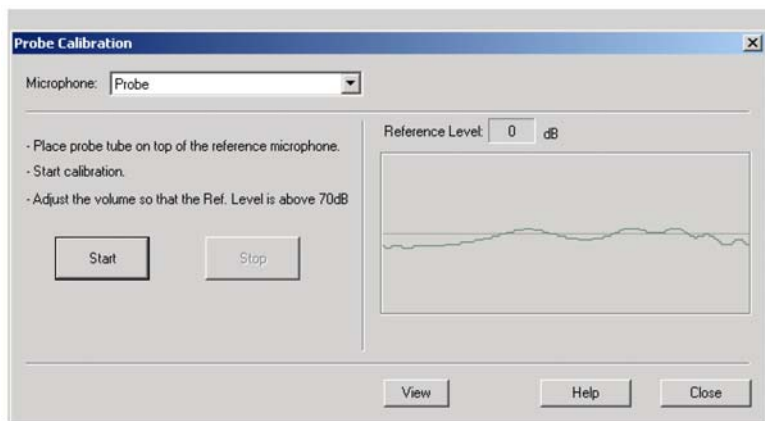 Probe Calibration
Microphone: Probe
- Place probe tube on top of the reference microphone.
- Start calibration.
- Adjust the volume so that the Ref. Level is above 70dB
Start Stop
Reference Level: 0 dB
View Help Close